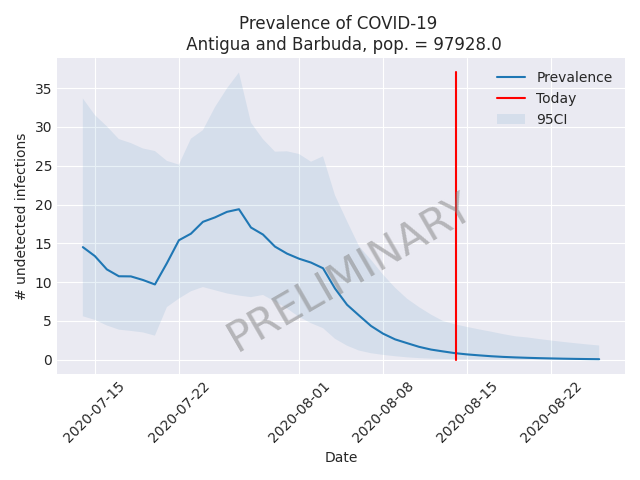 Prevalence of COVID-19
Antigua and Barbuda, pop. = 97928.0
Prevalence
Today
95CI
# undetected infections
35
30
25
20
15
10
5
0
PRELIMINARY
2020-07-15
2020-07-22
2020-08-01
2020-08-08
2020-08-15
2020-08-22
Date